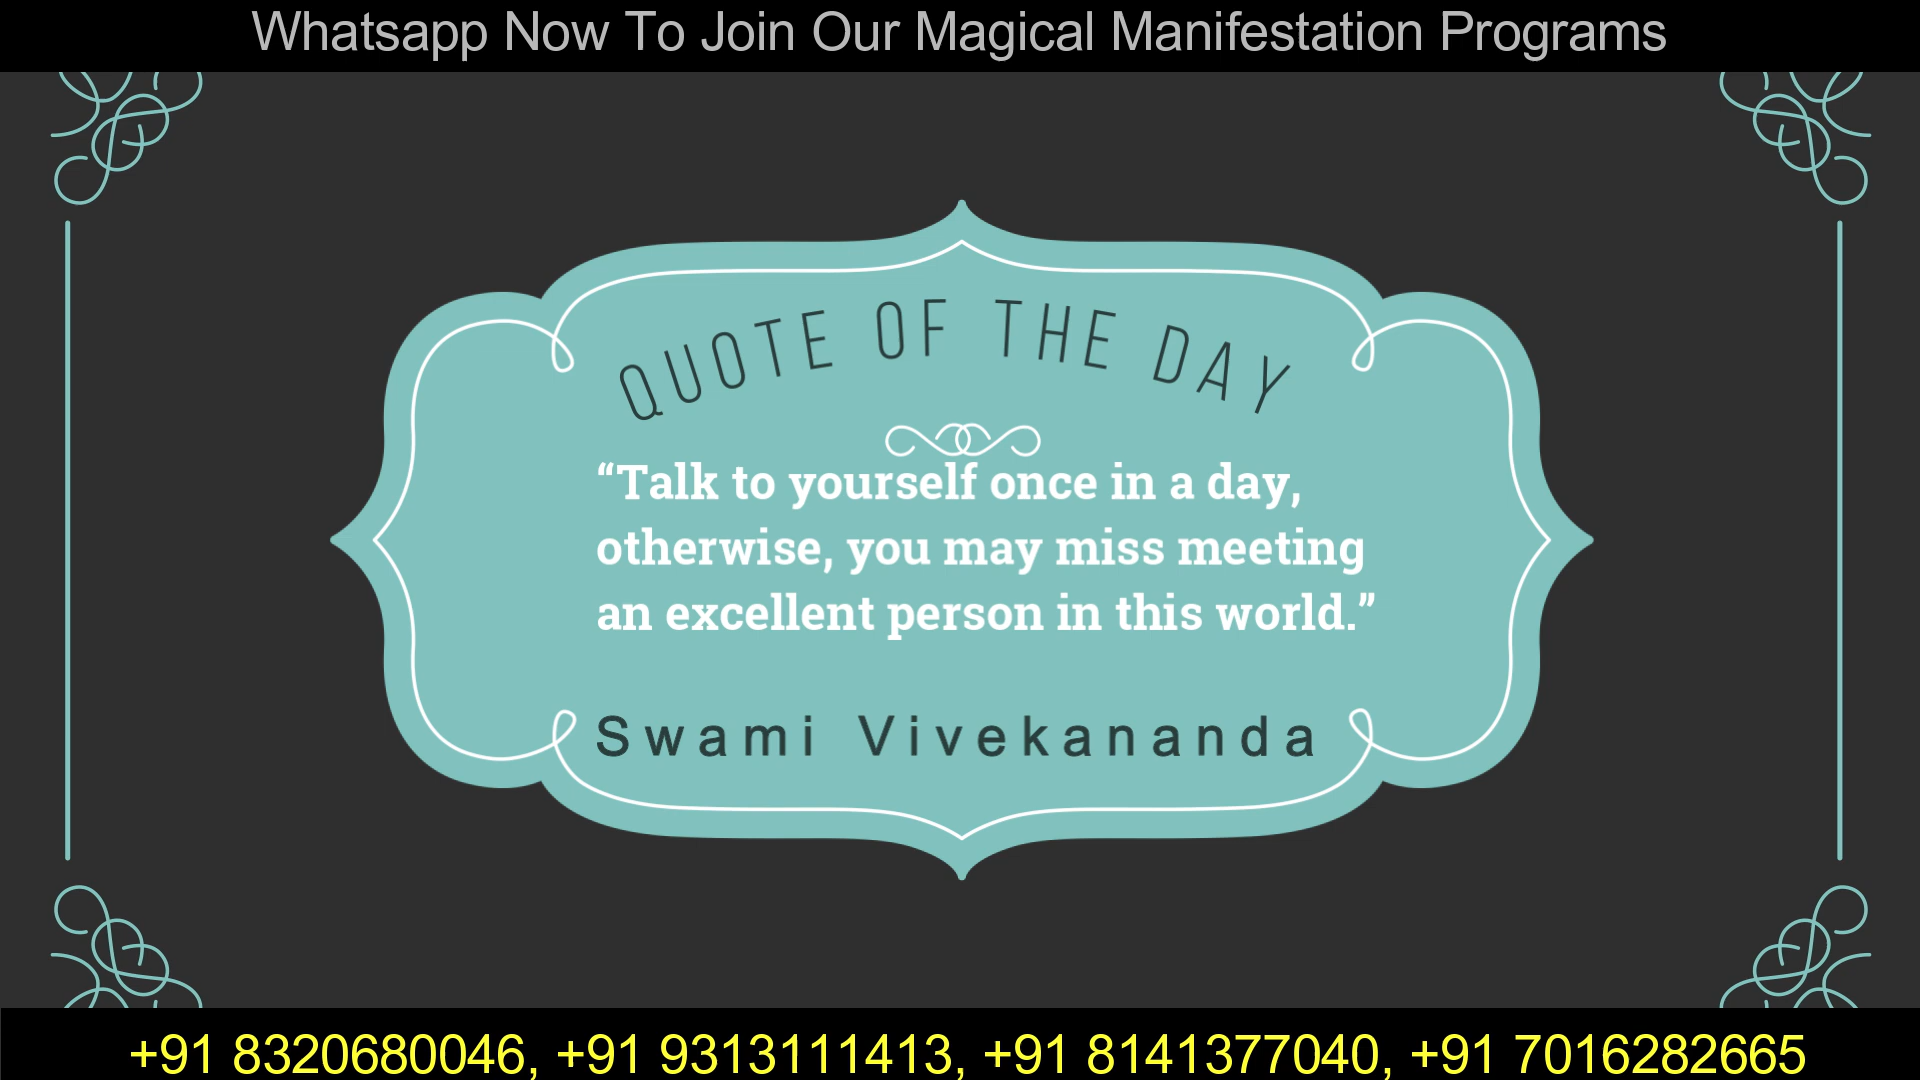 Whatsapp Now To Join Our Magical Manifestation Programs
QUOTE OF THE DAY
“Talk to yourself once in a day,
otherwise, you may miss meeting
an excellent person in this world.”
Swami Vivekananda
+91 8320680046, +91 9313111413, +91 8141377040, +91 7016282665